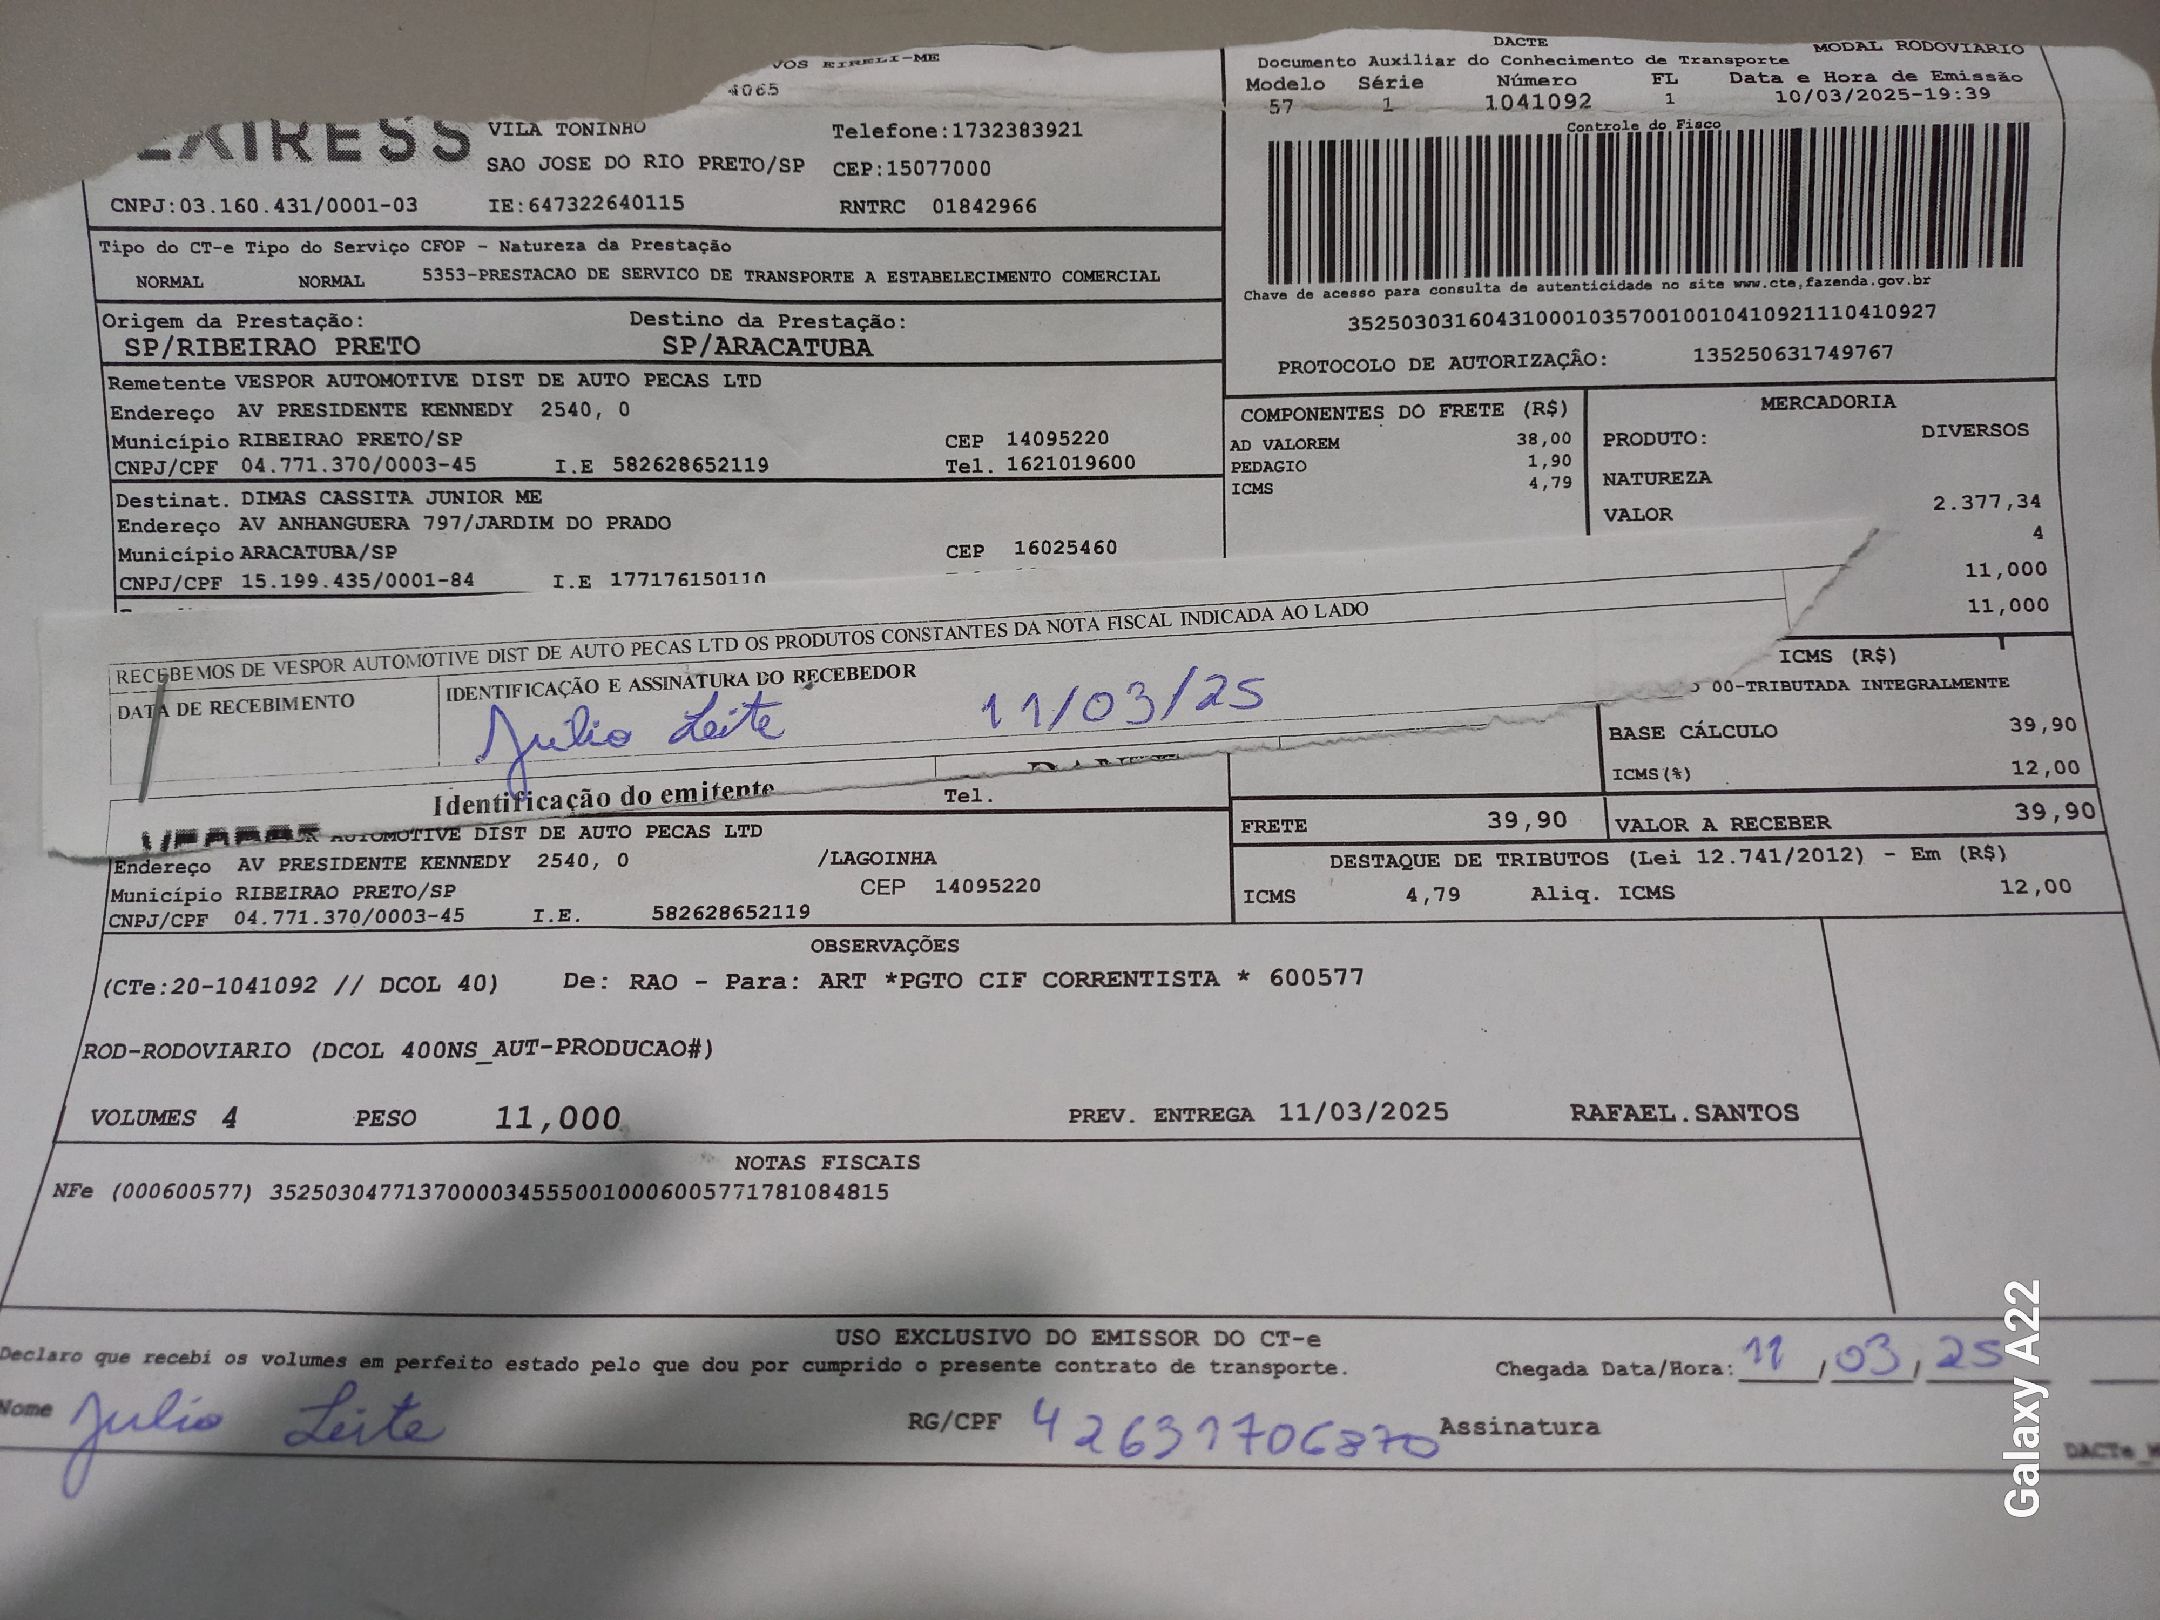 EIRELI-ME
4065
VILA TONINHO Telefone:1732383921
SAO JOSE DO RIO PRETO/SP CEP:15077000
CNPJ:03.160.431/0001-03 IE:647322640115 RNTRC 01842966
DACTE MODAL RODOVIARIO
Documento Auxiliar do Conhecimento de Transporte
Modelo Série Número FL Data e Hora de Emissão
57 1 1041092 1 10/03/2025-19:39
Controle do Fisco
Chave de acesso para consulta de autenticidade no site www.cte.fazenda.gov.br
35250303160431000103570010010410921110410927
PROTOCOLO DE AUTORIZAÇÃO: 135250631749767
Tipo do CT-e Tipo do Serviço CFOP - Natureza da Prestação
NORMAL NORMAL 5353-PRESTACAO DE SERVICO DE TRANSPORTE A ESTABELECIMENTO COMERCIAL
Origem da Prestação: Destino da Prestação:
SP/RIBEIRAO PRETO SP/ARACATUBA
Remetente VESPOR AUTOMOTIVE DIST DE AUTO PECAS LTD
Endereço AV PRESIDENTE KENNEDY 2540, 0
Município RIBEIRAO PRETO/SP CEP 14095220
CNPJ/CPF 04.771.370/0003-45 I.E 582628652119 Tel. 1621019600
Destinat. DIMAS CASSITA JUNIOR ME
Endereço AV ANHANGUERA 797/JARDIM DO PRADO
Município ARACATUBA/SP CEP 16025460
CNPJ/CPF 15.199.435/0001-84 I.E 177176150110
COMPONENTES DO FRETE (R$)
AD VALOREM 38,00
PEDAGIO 1,90
ICMS 4,79
MERCADORIA
PRODUTO: DIVERSOS
NATUREZA
VALOR 2.377,34
4
11,000
11,000
RECEBEMOS DE VESPOR AUTOMOTIVE DIST DE AUTO PECAS LTD OS PRODUTOS CONSTANTES DA NOTA FISCAL INDICADA AO LADO
DATA DE RECEBIMENTO IDENTIFICAÇÃO E ASSINATURA DO RECEBEDOR
Julio Leite 11/03/25
Identificação do emitente
ICMS (R$)
00-TRIBUTADA INTEGRALMENTE
BASE CÁLCULO 39,90
ICMS(%) 12,00
Tel.
AUTOMOTIVE DIST DE AUTO PECAS LTD
Endereço AV PRESIDENTE KENNEDY 2540, 0 /LAGOINHA
Município RIBEIRAO PRETO/SP CEP 14095220
CNPJ/CPF 04.771.370/0003-45 I.E. 582628652119
FRETE 39,90 VALOR A RECEBER 39,90
DESTAQUE DE TRIBUTOS (Lei 12.741/2012) - Em (R$)
ICMS 4,79 Aliq. ICMS 12,00
OBSERVAÇÕES
(CTe:20-1041092 // DCOL 40) De: RAO - Para: ART *PGTO CIF CORRENTISTA * 600577
ROD-RODOVIARIO (DCOL 400NS_AUT-PRODUCAO#)
VOLUMES 4 PESO 11,000 PREV. ENTREGA 11/03/2025 RAFAEL.SANTOS
NOTAS FISCAIS
NFe (000600577) 35250304771370000345550010006005771781084815
USO EXCLUSIVO DO EMISSOR DO CT-e
Declaro que recebi os volumes em perfeito estado pelo que dou por cumprido o presente contrato de transporte. Chegada Data/Hora: 11/03/25
Nome Julio Leite RG/CPF 42631706870 Assinatura
Galaxy A22